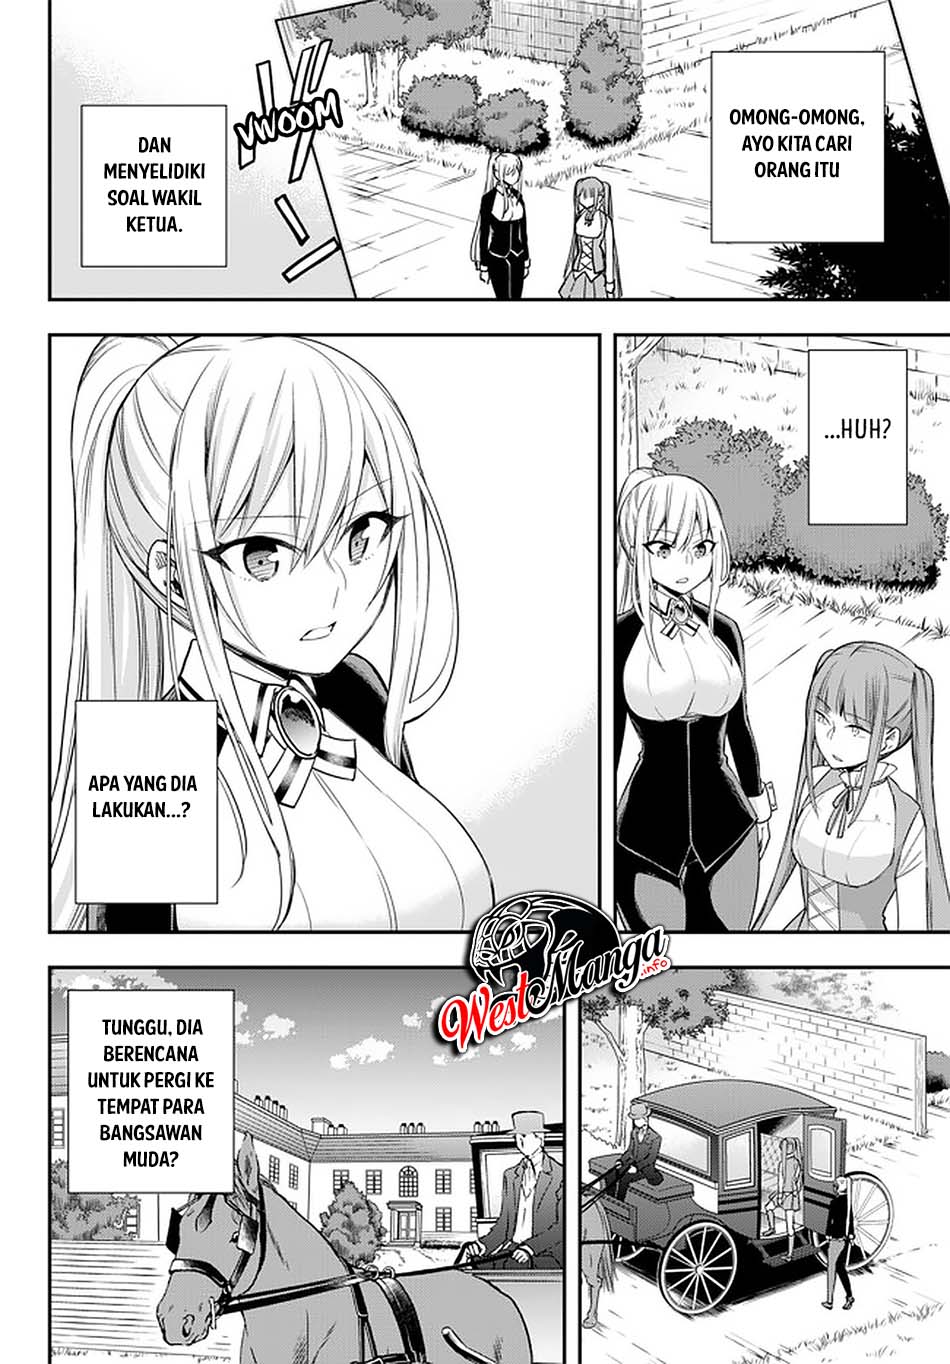 OMONG-OMONG,
AYO KITA CARI
ORANG ITU
VWOOM
DAN
MENYELIDIKI
SOAL WAKIL
KETUA.
...HUH?
APA YANG DIA
LAKUKAN...?
WestManga
.info
TUNGGU, DIA
BERENCANA
UNTUK PERGI KE
TEMPAT PARA
BANGSAWAN
MUDA?